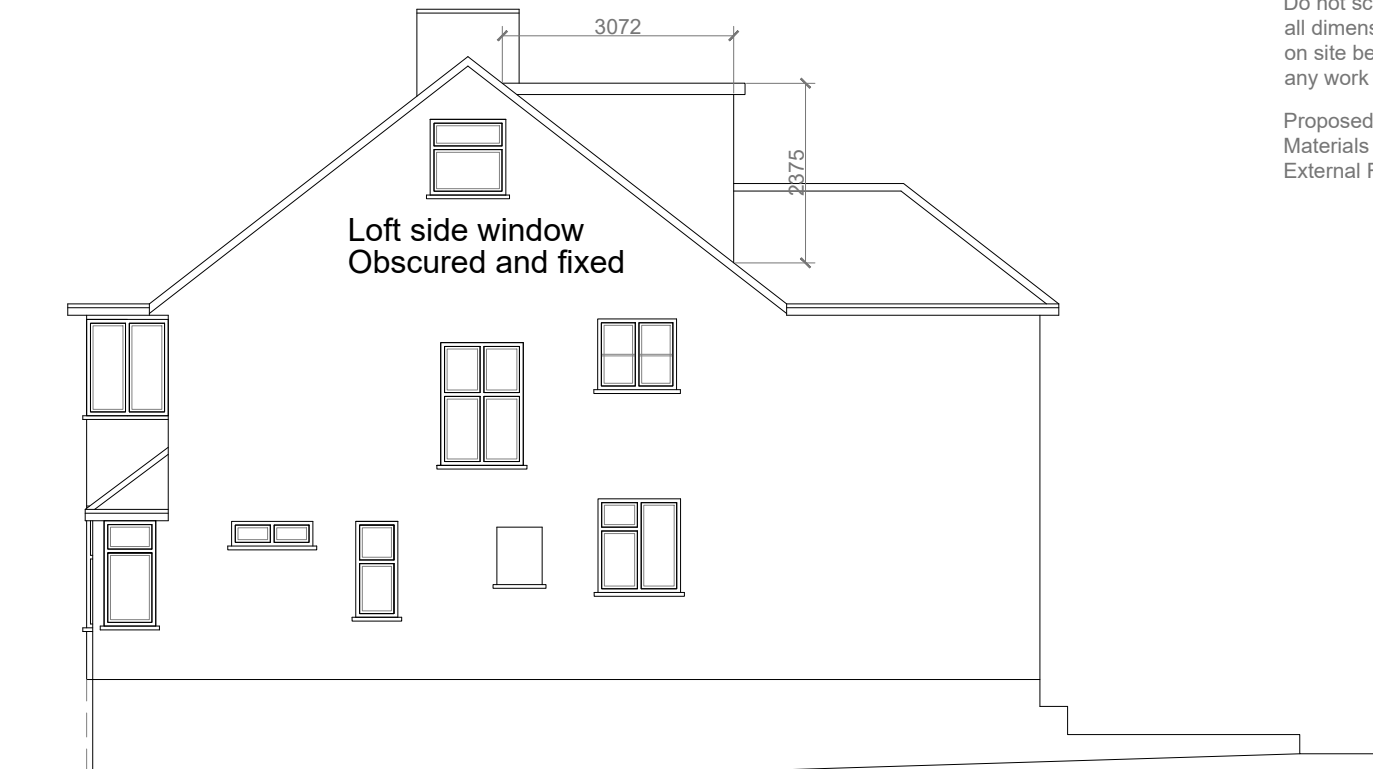 Do not sc
all dimens
on site be
any work
3072
2375
Proposed
Materials
External F
Loft side window
Obscured and fixed